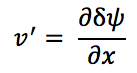 v′ = ∂δψ / ∂x